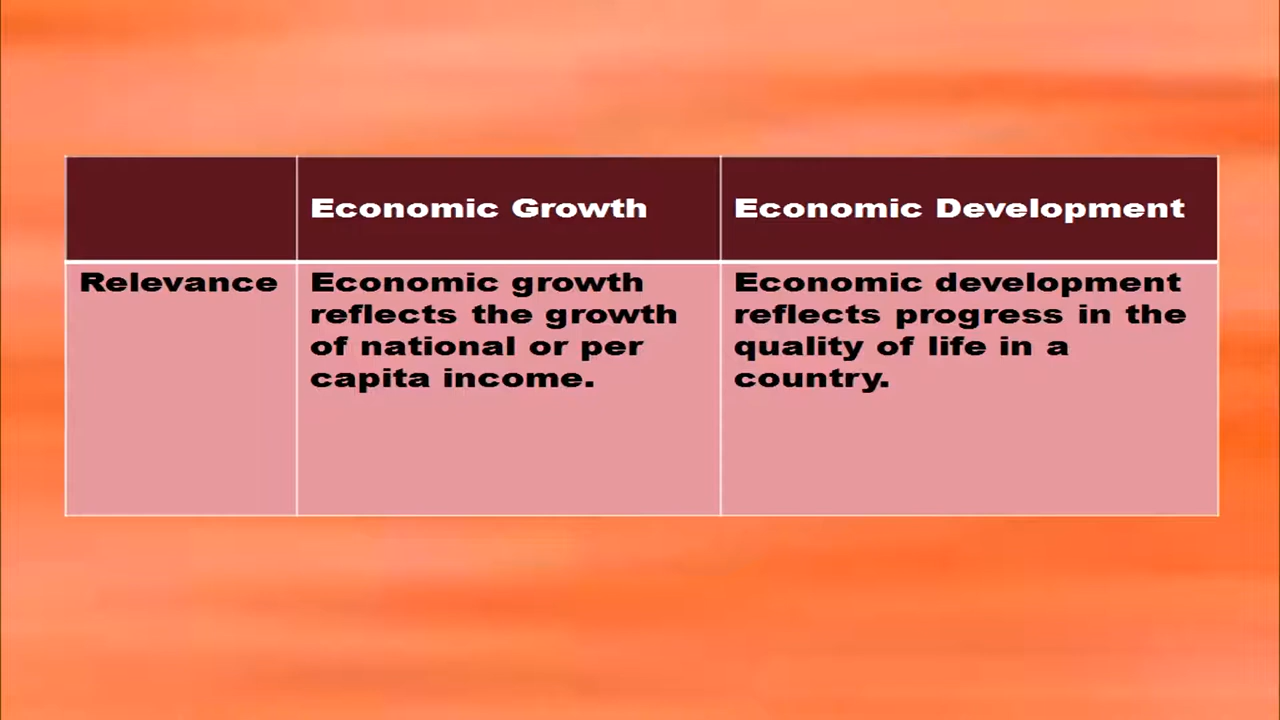 Economic Growth
Economic Development
Relevance
Economic growth
reflects the growth
of national or per
capita income.
Economic development
reflects progress in the
quality of life in a
country.